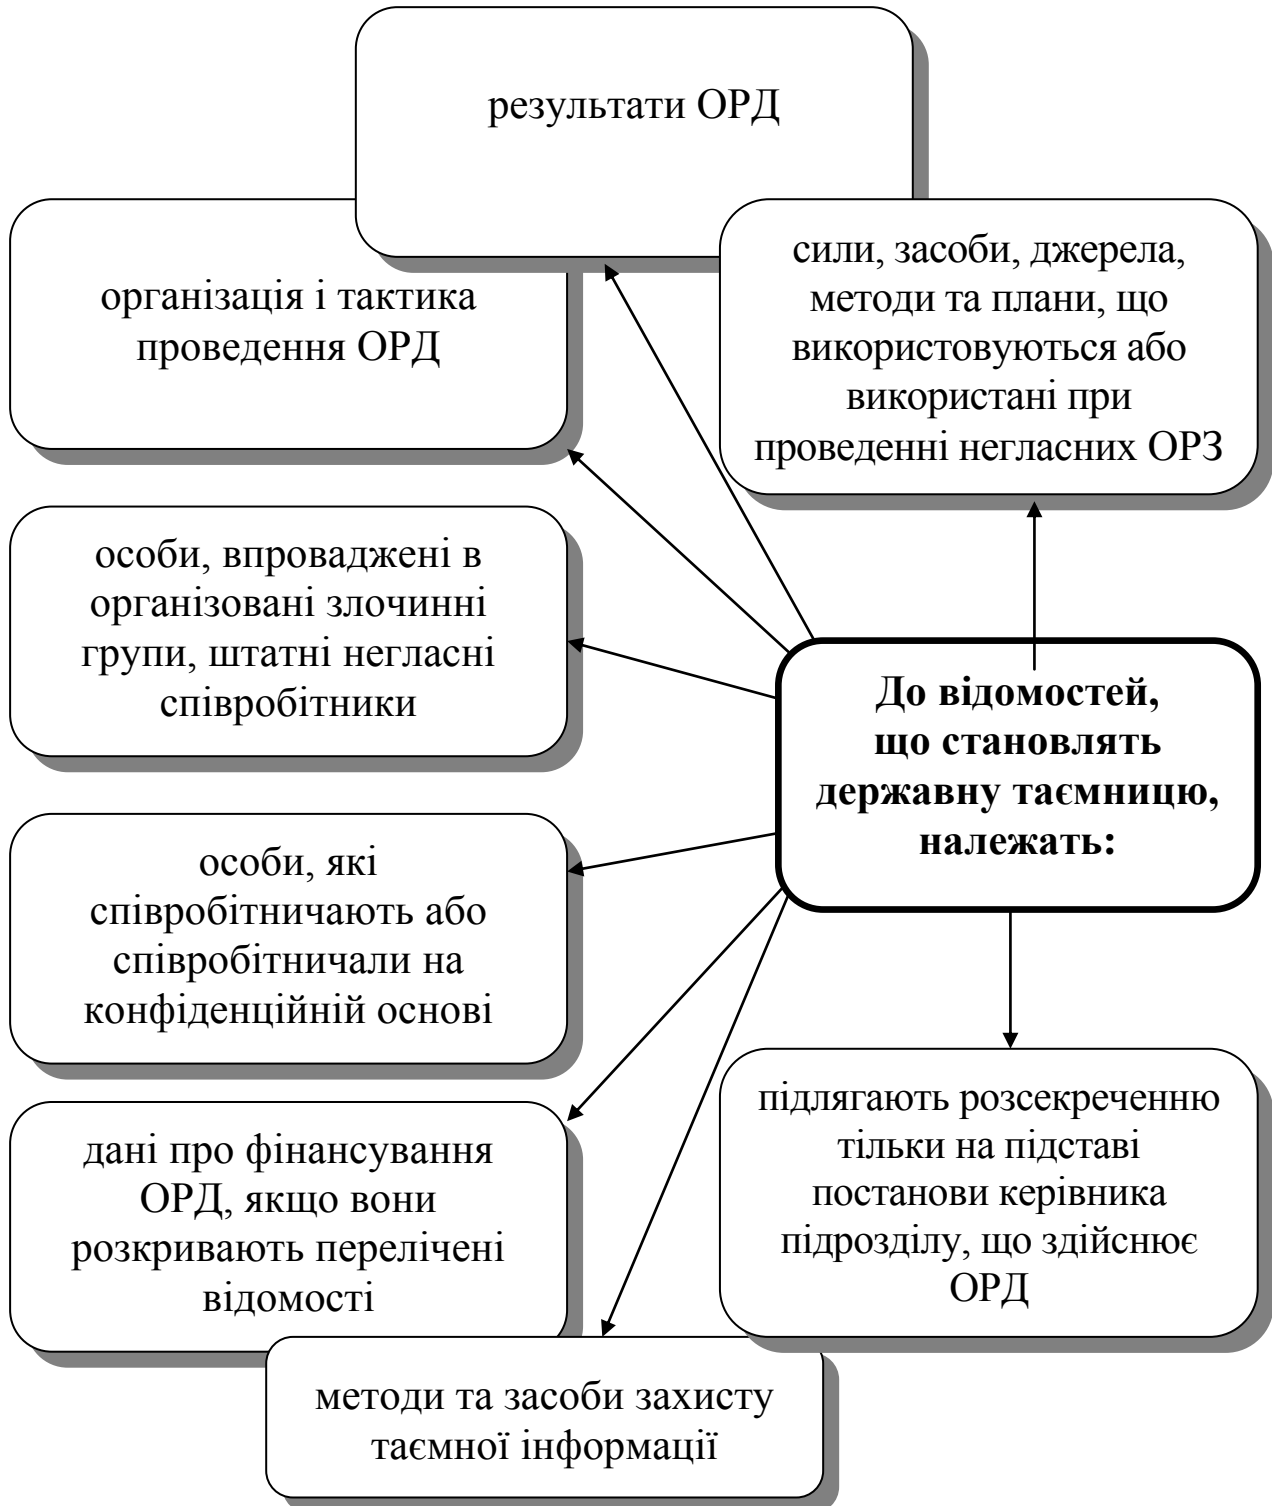 результати ОРД
організація і тактика
проведення ОРД
сили, засоби, джерела,
методи та плани, що
використовуються або
використані при
проведенні негласних ОРЗ
особи, впроваджені в
організовані злочинні
групи, штатні негласні
співробітники
До відомостей,
що становлять
державну таємницю,
належать:
особи, які
співробітничають або
співробітничали на
конфіденційній основі
дані про фінансування
ОРД, якщо вони
розкривають перелічені
відомості
підлягають розсекреченню
тільки на підставі
постанови керівника
підрозділу, що здійснює
ОРД
методи та засоби захисту
таємної інформації